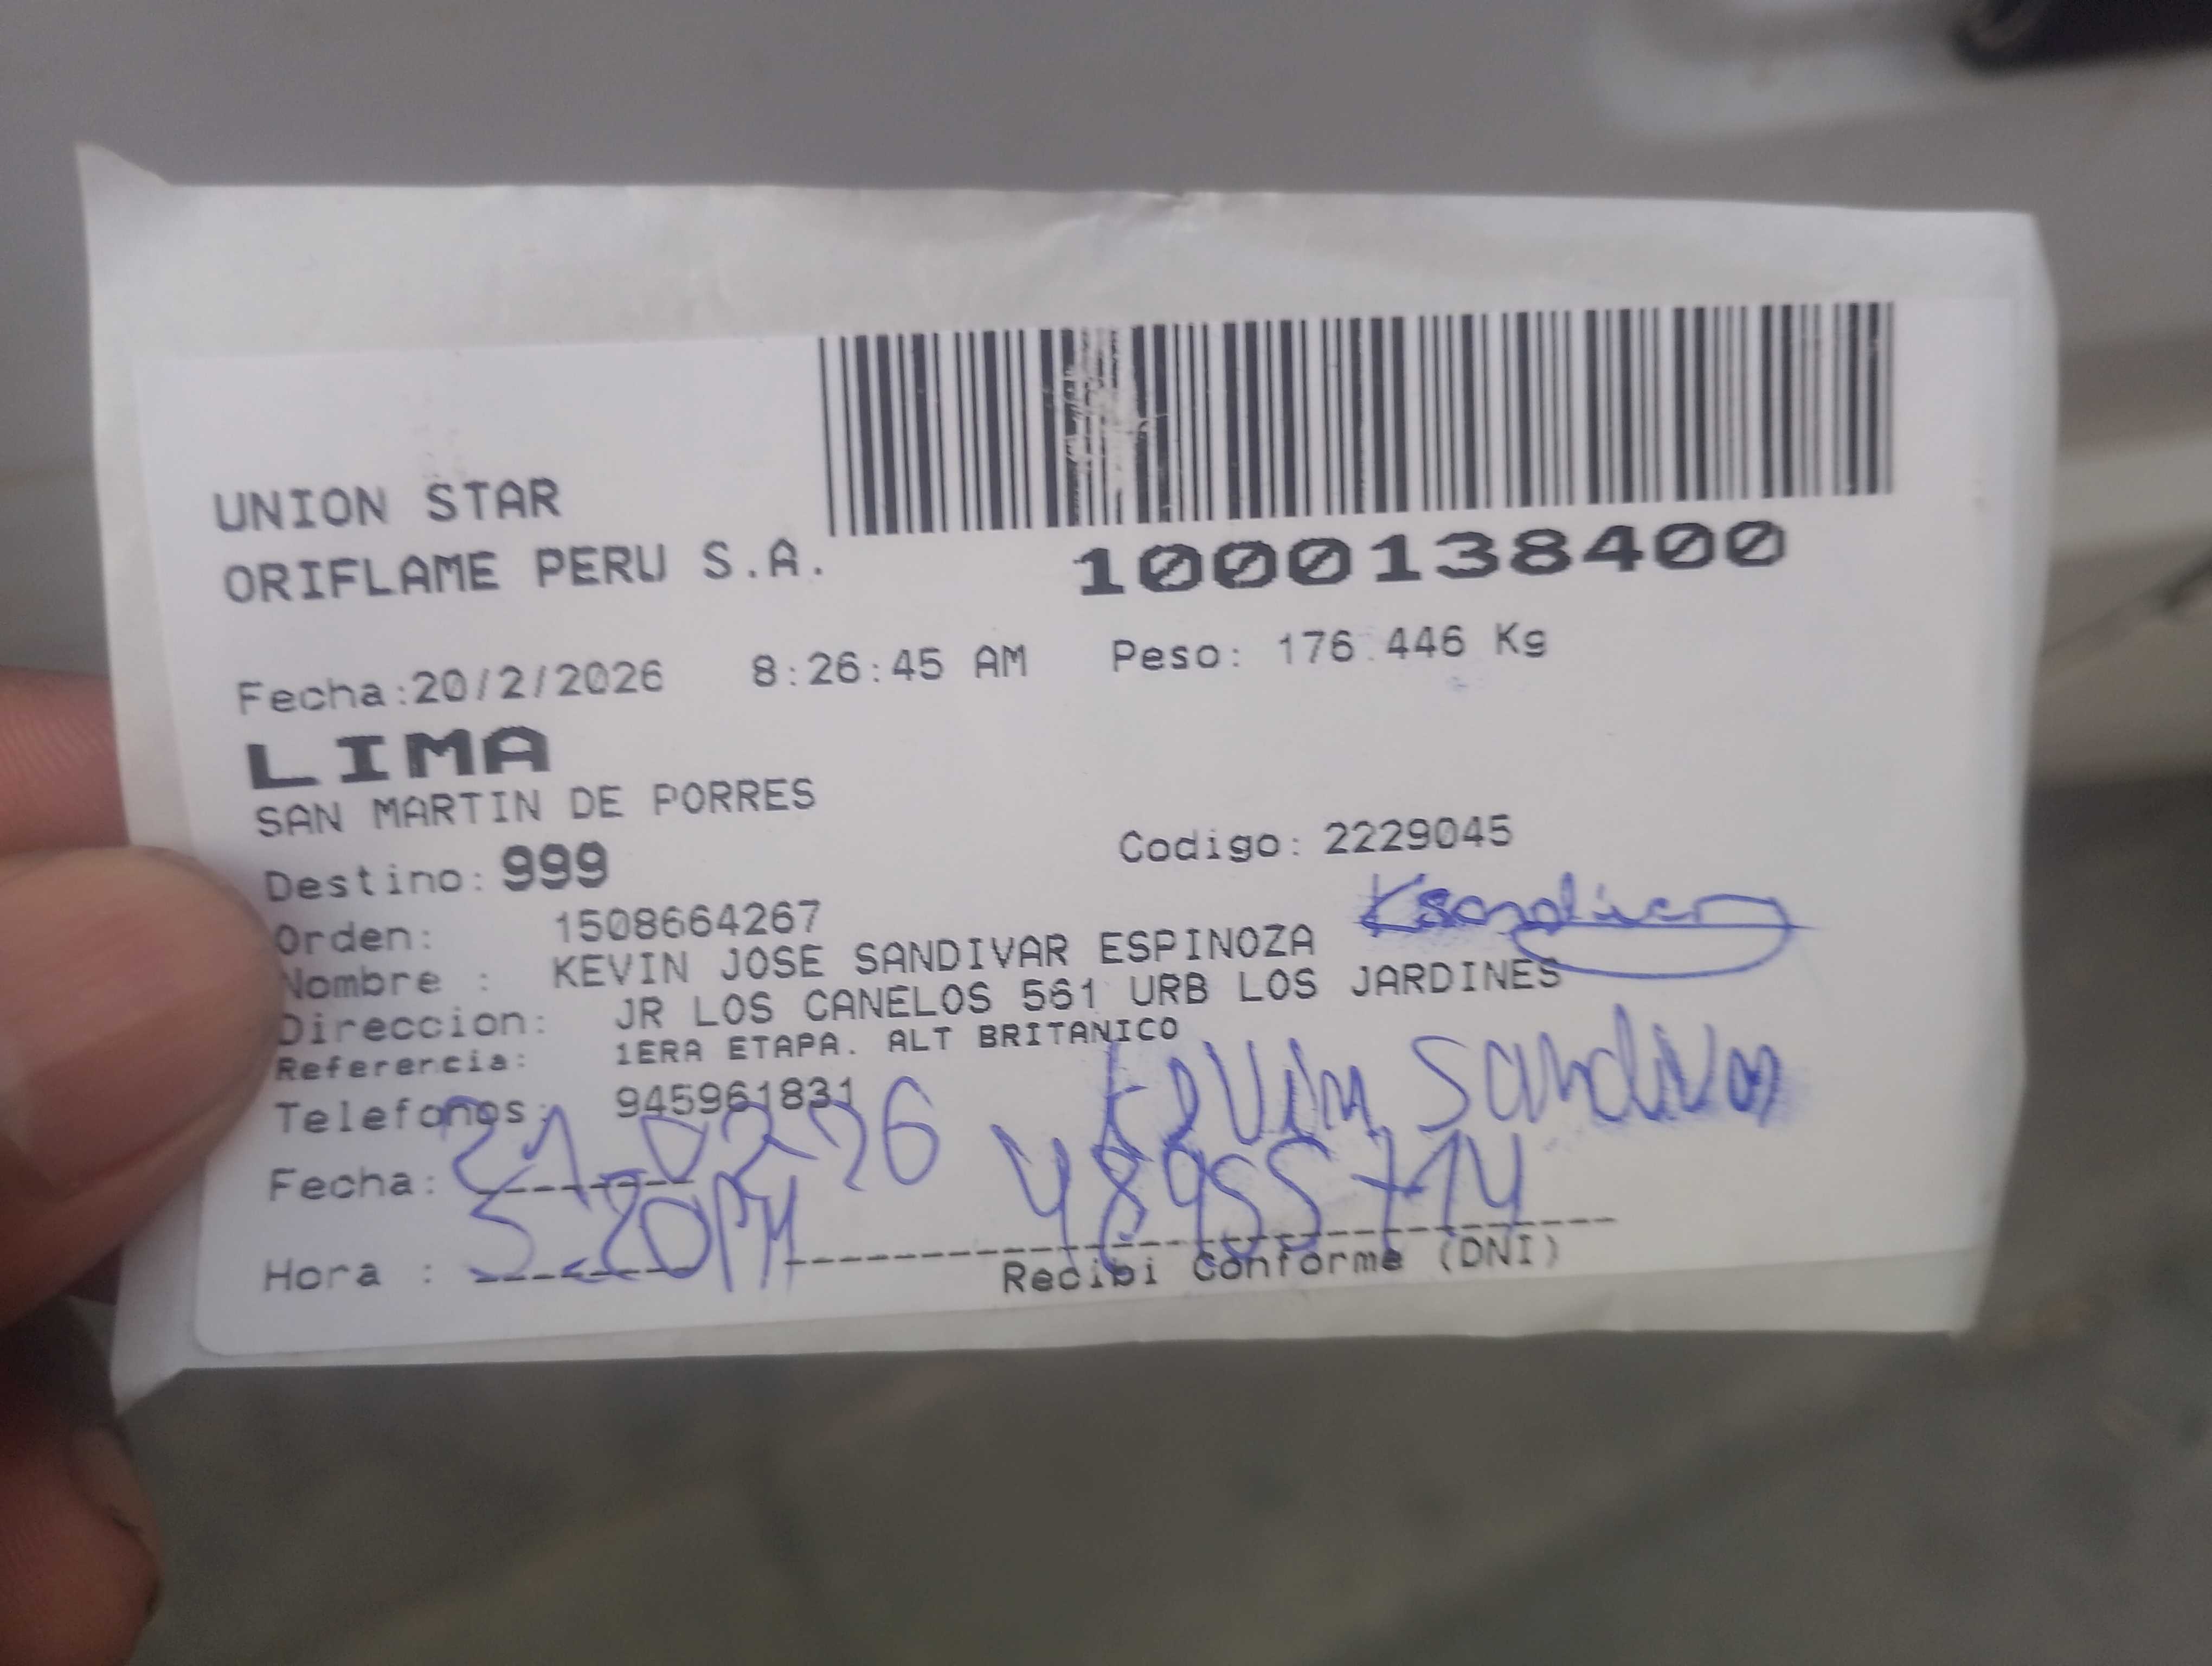 UNION STAR
ORIFLAME PERU S.A.
1000138400
Fecha:20/2/2026 8:26:45 AM Peso: 176.446 Kg
LIMA
SAN MARTIN DE PORRES
Destino: 999 Codigo: 2229045
Orden: 1508664267
Nombre : KEVIN JOSE SANDIVAR ESPINOZA
Direccion: JR LOS CANELOS 561 URB LOS JARDINES
Referencia: 1ERA ETAPA. ALT BRITANICO
Telefonos: 945961831
Kevin Sandivar
Fecha: 21-02-26 48955714
Hora : 5-20PM
Recibi Conforme (DNI)